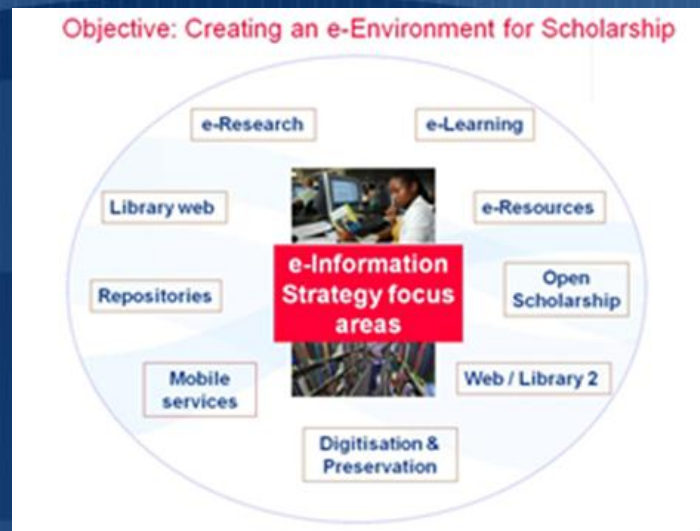 Objective: Creating an e-Environment for Scholarship
e-Research
e-Learning
Library web
e-Resources
e-Information
Strategy focus
areas
Repositories
Open
Scholarship
Mobile
services
Web / Library 2
Digitisation &
Preservation